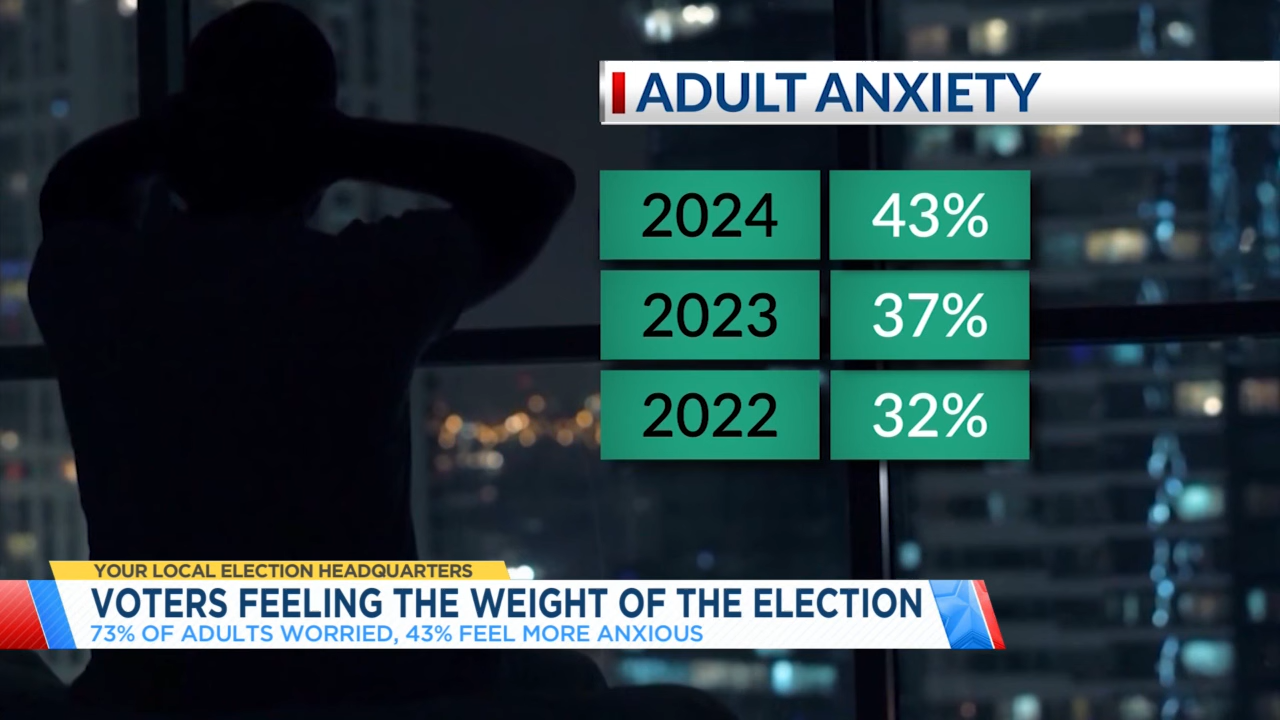 ADULT ANXIETY
2024 43%
2023 37%
2022 32%
YOUR LOCAL ELECTION HEADQUARTERS
VOTERS FEELING THE WEIGHT OF THE ELECTION
73% OF ADULTS WORRIED, 43% FEEL MORE ANXIOUS